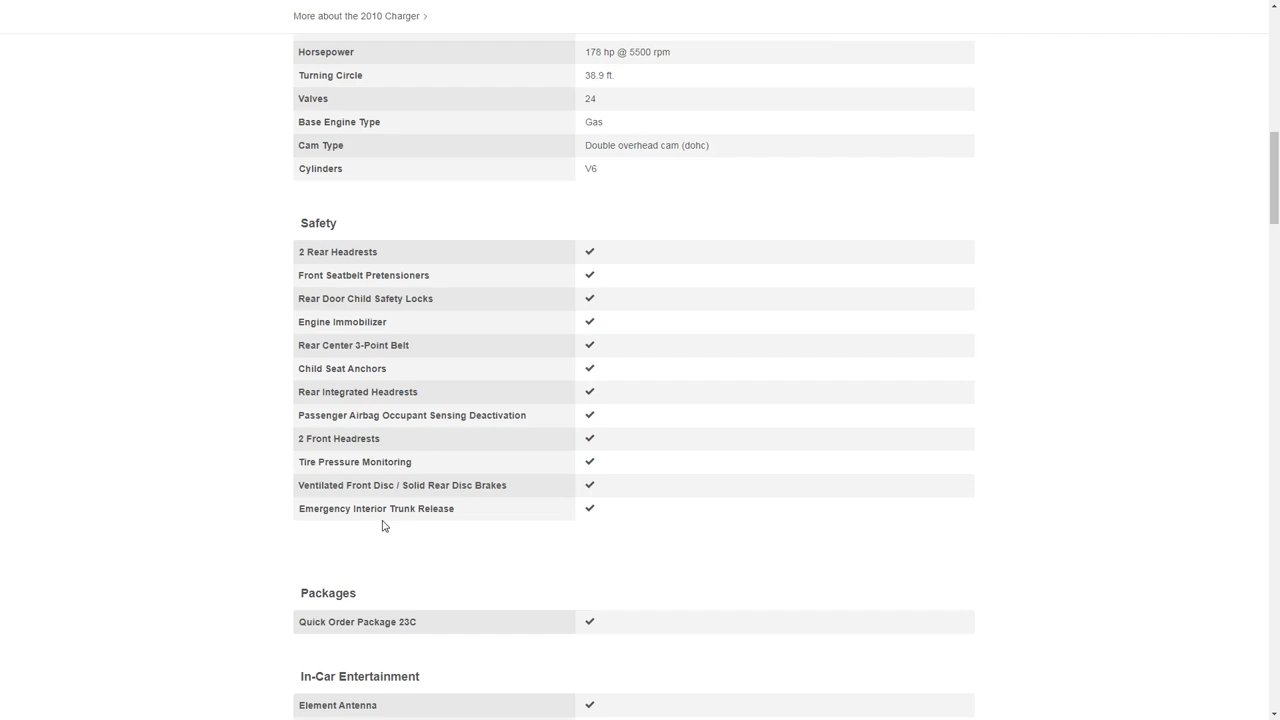 More about the 2010 Charger >
Horsepower 178 hp @ 5500 rpm
Turning Circle 38.9 ft.
Valves 24
Base Engine Type Gas
Cam Type Double overhead cam (dohc)
Cylinders V6
Safety
2 Rear Headrests ✔
Front Seatbelt Pretensioners ✔
Rear Door Child Safety Locks ✔
Engine Immobilizer ✔
Rear Center 3-Point Belt ✔
Child Seat Anchors ✔
Rear Integrated Headrests ✔
Passenger Airbag Occupant Sensing Deactivation ✔
2 Front Headrests ✔
Tire Pressure Monitoring ✔
Ventilated Front Disc / Solid Rear Disc Brakes ✔
Emergency Interior Trunk Release ✔
Packages
Quick Order Package 23C ✔
In-Car Entertainment
Element Antenna ✔